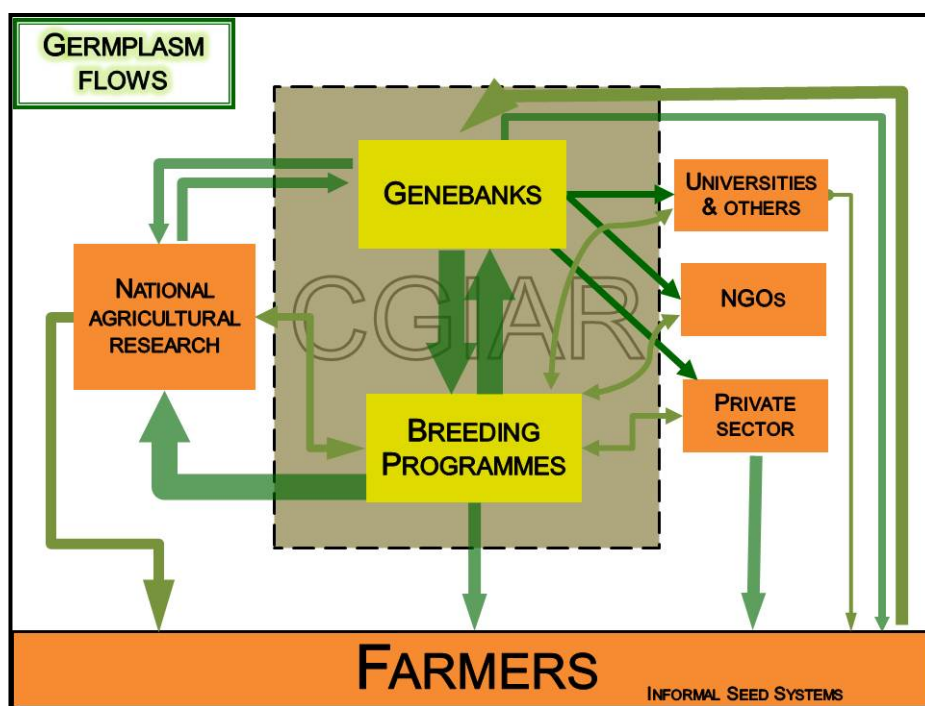 GERMPLASM
FLOWS
GENEBANKS
UNIVERSITIES
& OTHERS
NATIONAL
AGRICULTURAL
RESEARCH
CGIAR
NGOS
BREEDING
PROGRAMMES
PRIVATE
SECTOR
FARMERS
INFORMAL SEED SYSTEMS